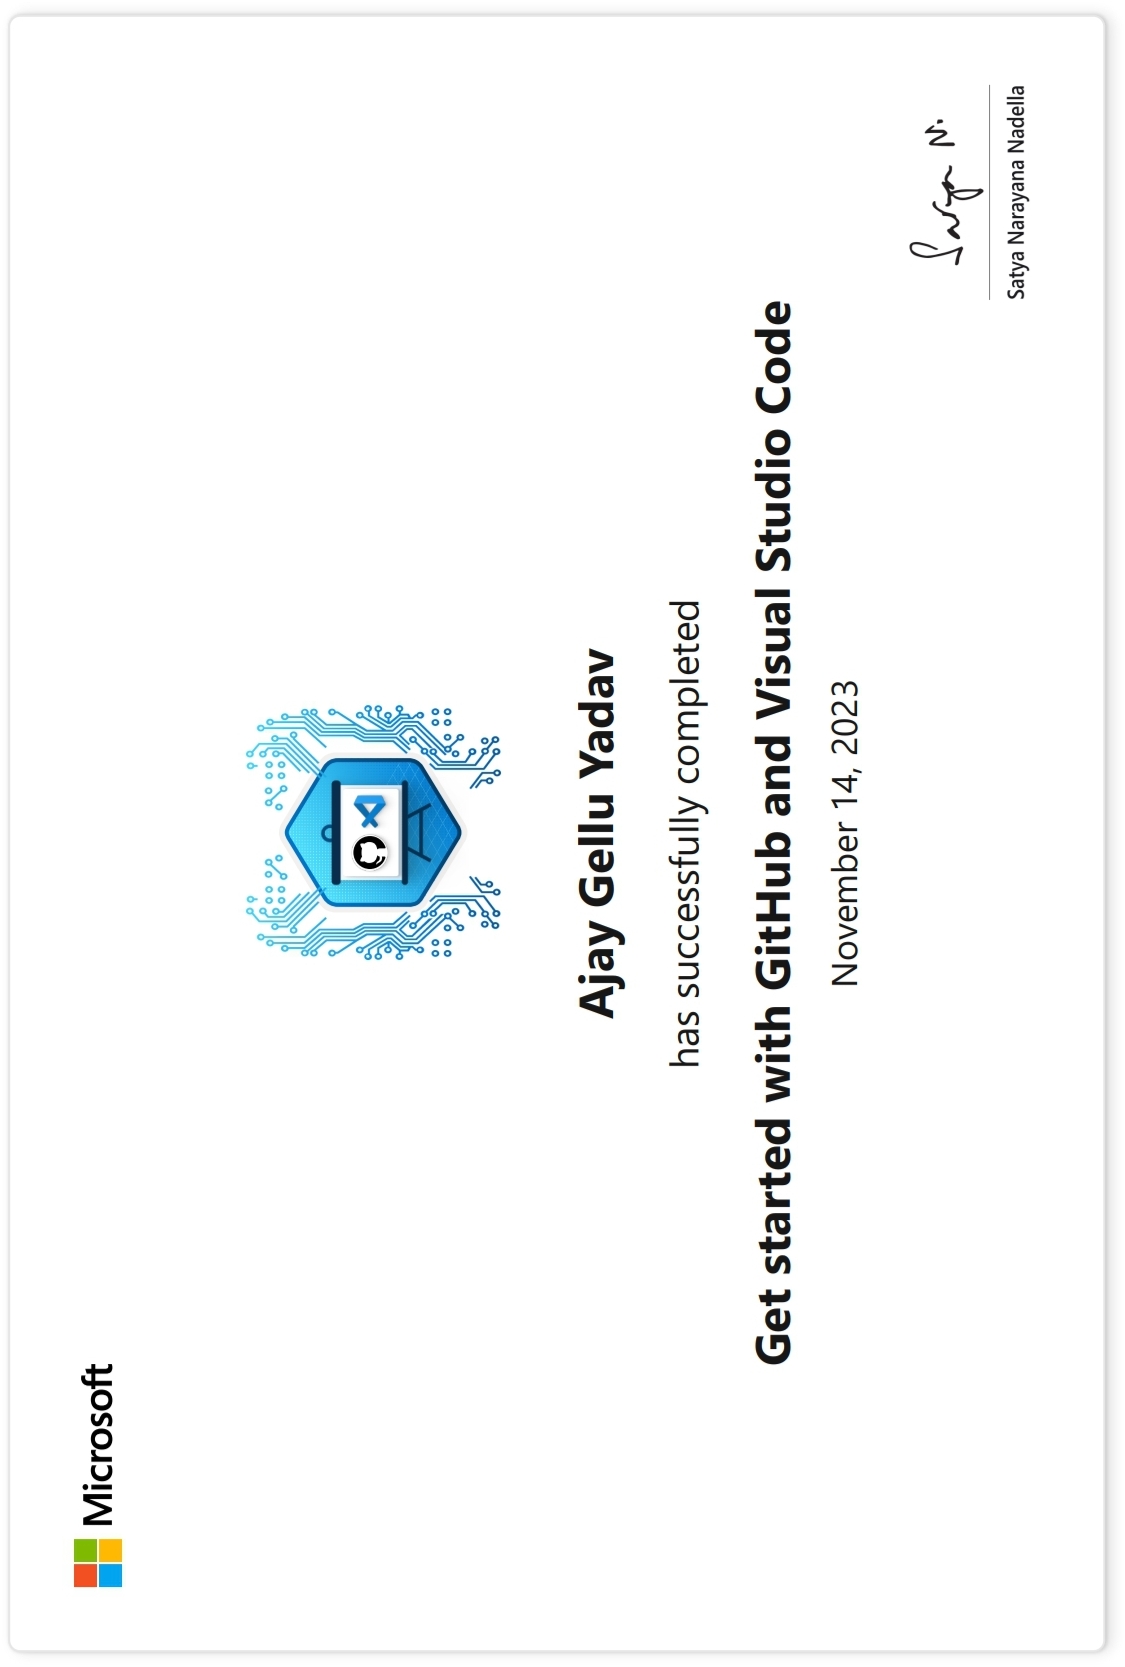 Microsoft
Ajay Gellu Yadav
has successfully completed
Get started with GitHub and Visual Studio Code
November 14, 2023
Satya N.
Satya Narayana Nadella